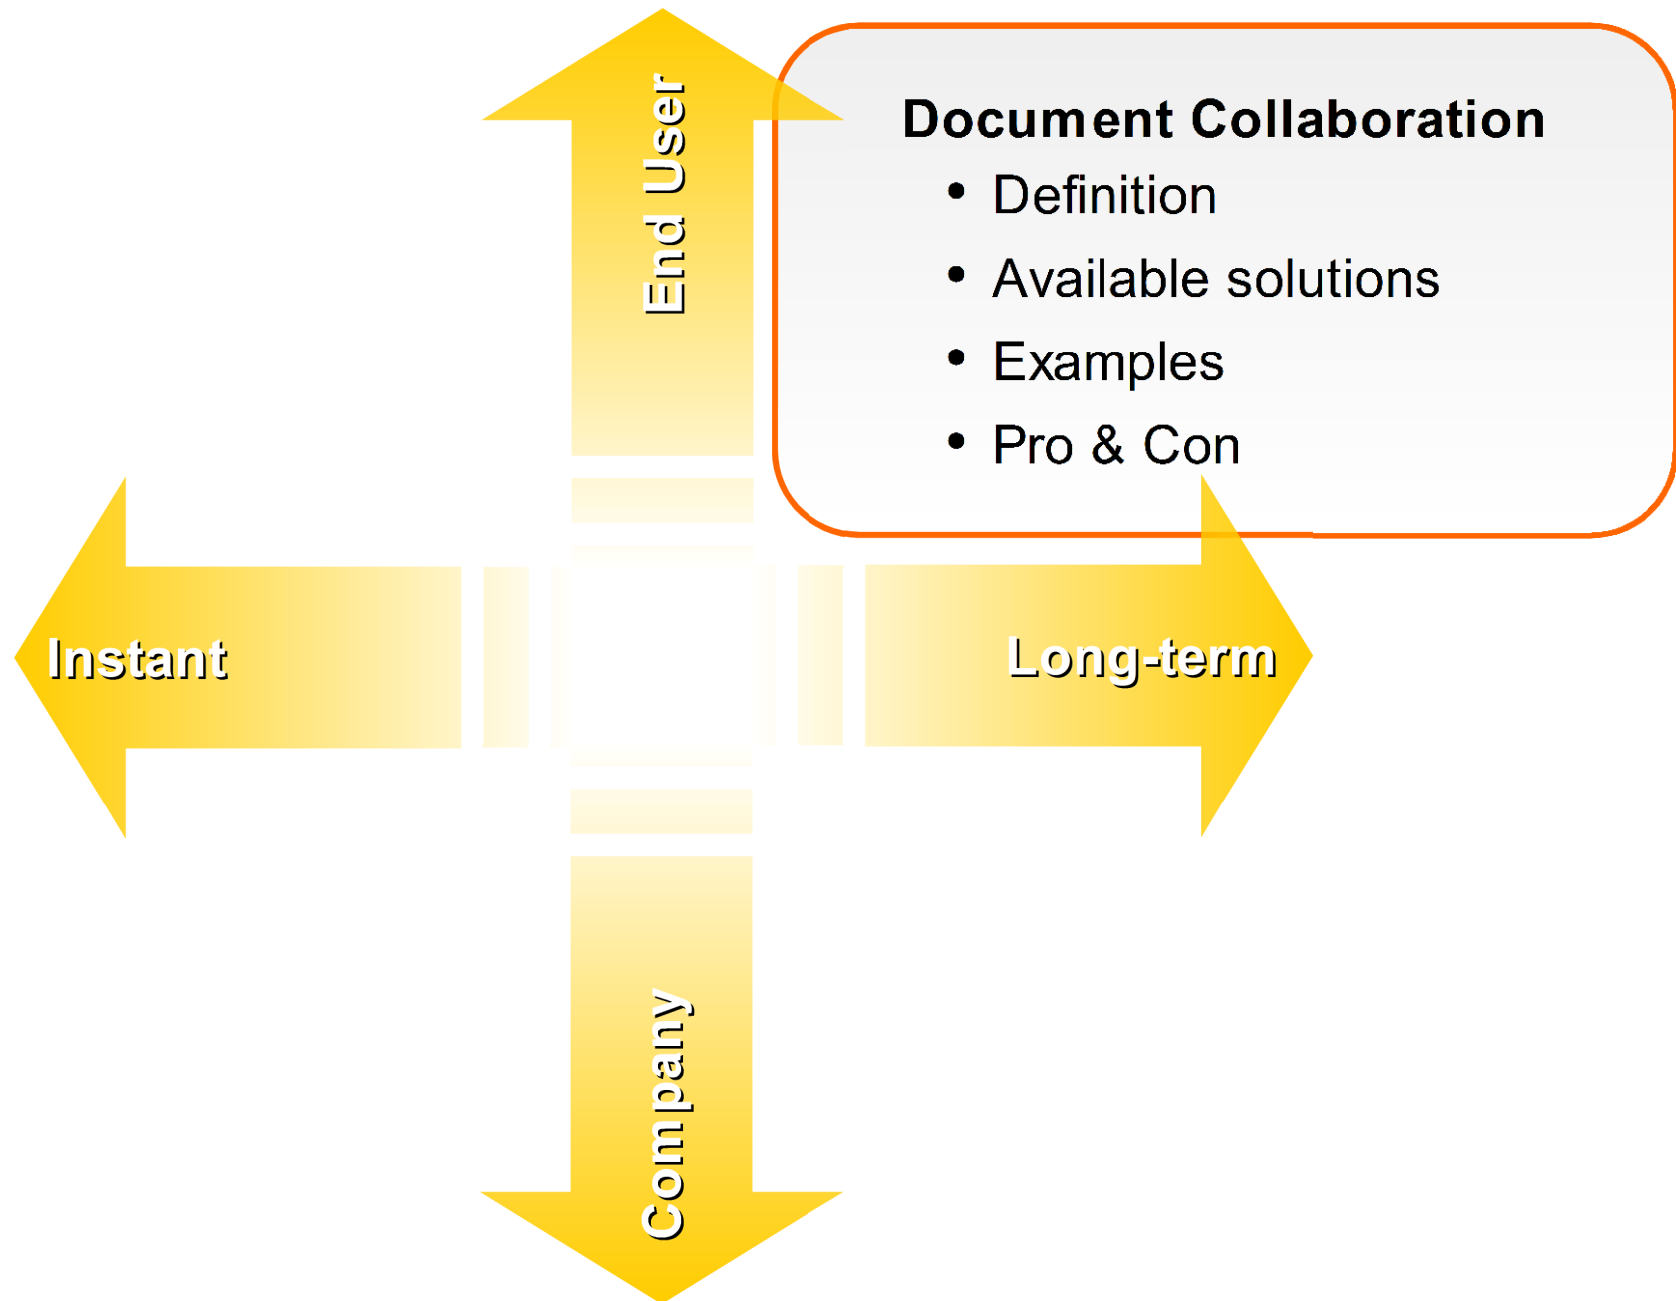 End User
Document Collaboration
• Definition
• Available solutions
• Examples
• Pro & Con
Instant
Long-term
Company